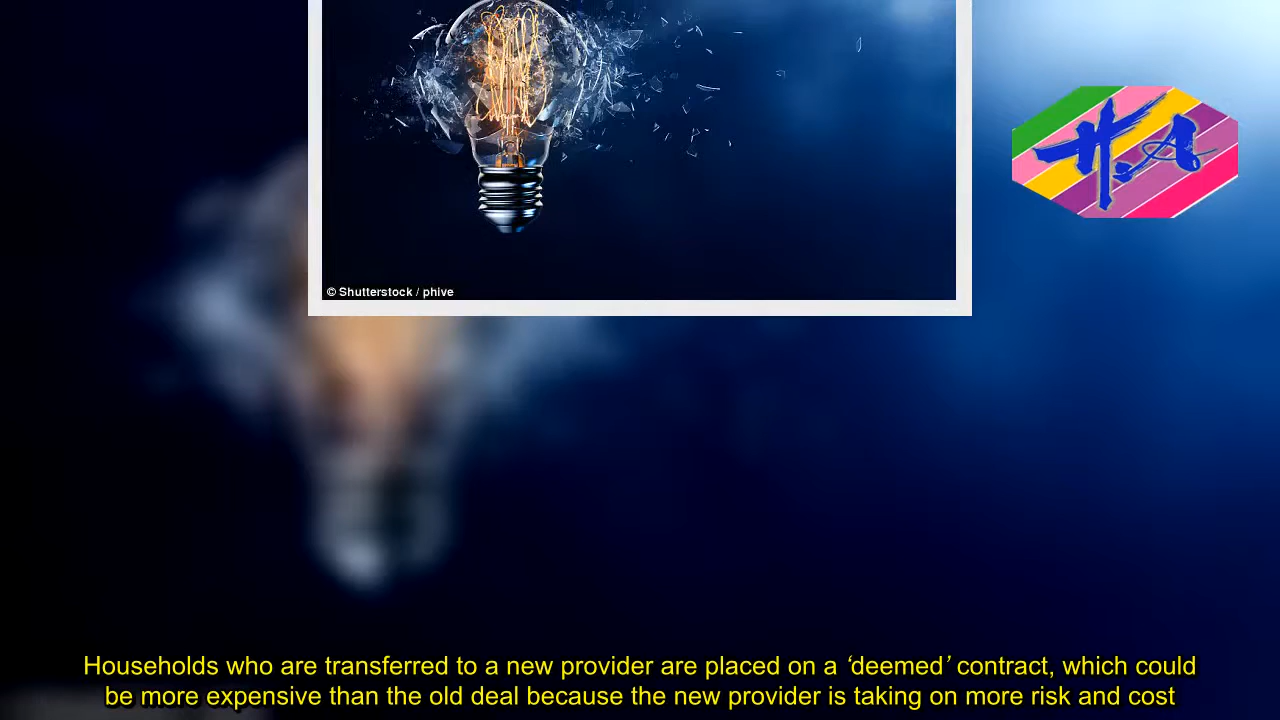 H.A
© Shutterstock / phive
Households who are transferred to a new provider are placed on a ‘deemed’ contract, which could
be more expensive than the old deal because the new provider is taking on more risk and cost